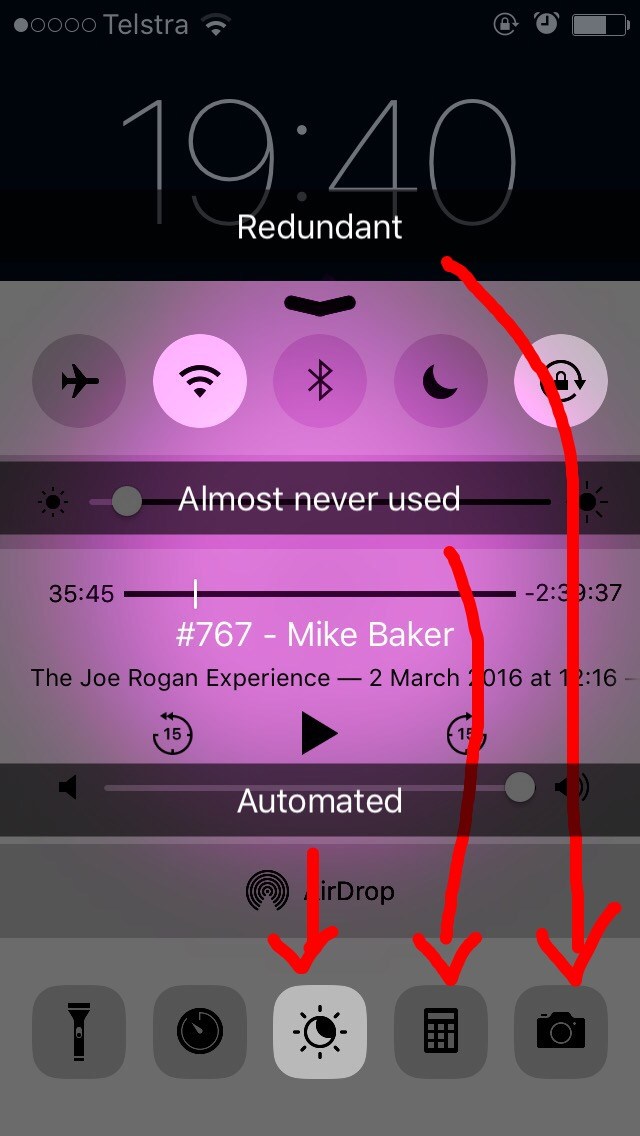 Telstra
19:40
Redundant
Almost never used
35:45 -2:39:37
#767 - Mike Baker
The Joe Rogan Experience — 2 March 2016 at 12:16 -
15 15
Automated
AirDrop